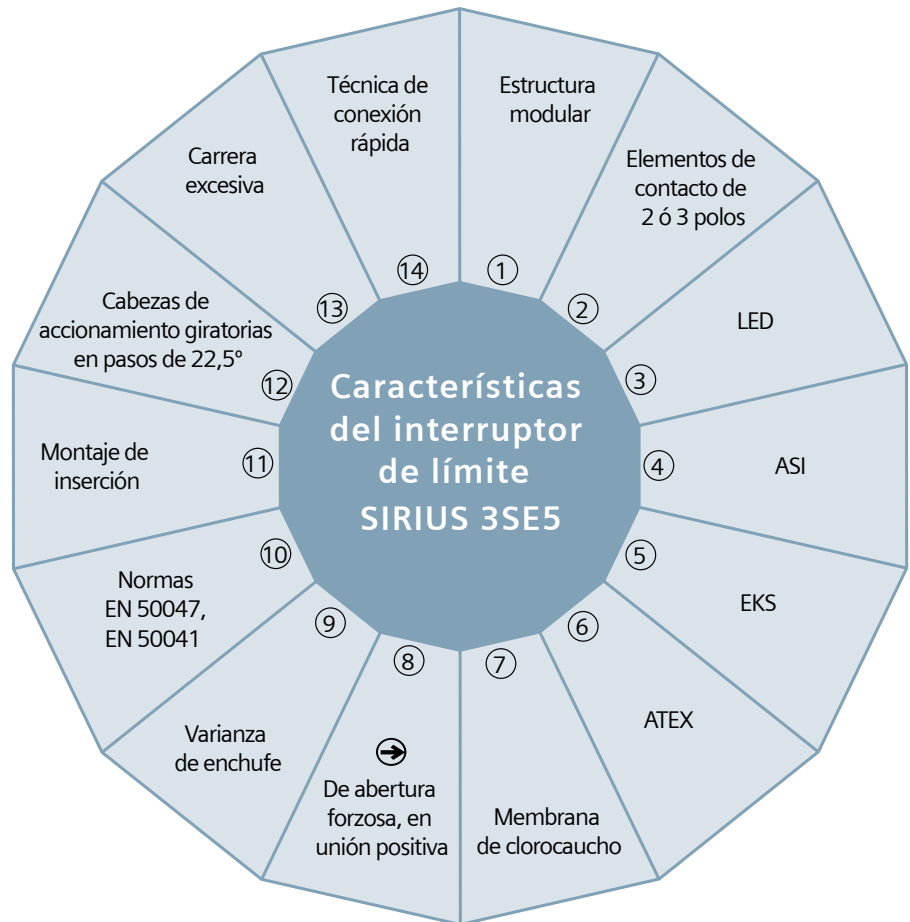 Características
del interruptor
de límite
SIRIUS 3SE5
1
Estructura
modular
2
Elementos de
contacto de
2 ó 3 polos
3
LED
4
ASI
5
EKS
6
ATEX
7
Membrana
de clorocaucho
8
De abertura
forzosa, en
unión positiva
9
Varianza
de enchufe
10
Normas
EN 50047,
EN 50041
11
Montaje de
inserción
12
Cabezas de
accionamiento giratorias
en pasos de 22,5º
13
Carrera
excesiva
14
Técnica de
conexión
rápida